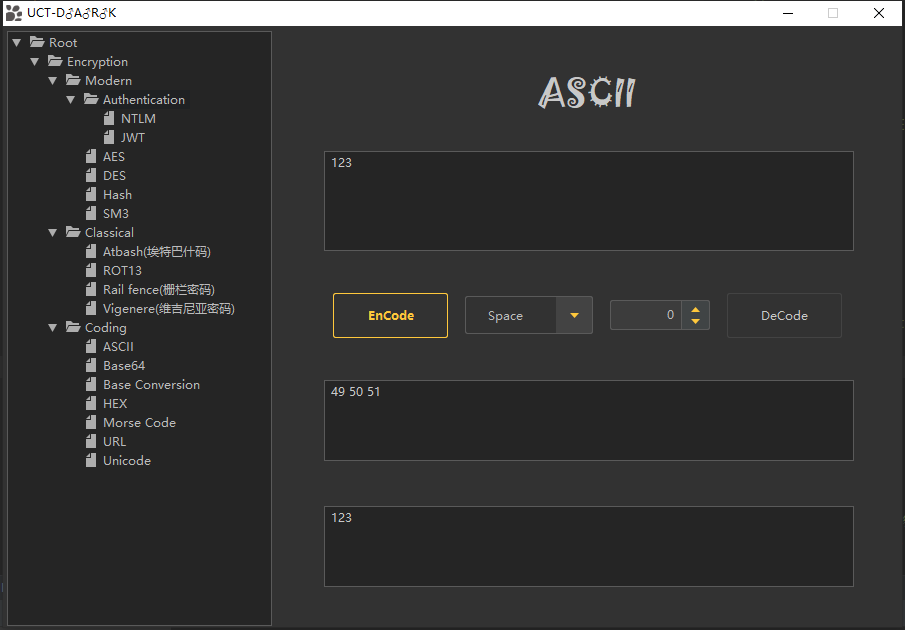 UCT-D♂A♂R♂K
Root
Encryption
Modern
Authentication
NTLM
JWT
AES
DES
Hash
SM3
Classical
Atbash(埃特巴什码)
ROT13
Rail fence(栅栏密码)
Vigenere(维吉尼亚密码)
Coding
ASCII
Base64
Base Conversion
HEX
Morse Code
URL
Unicode
ASCII
123
EnCode
Space
0
DeCode
49 50 51
123